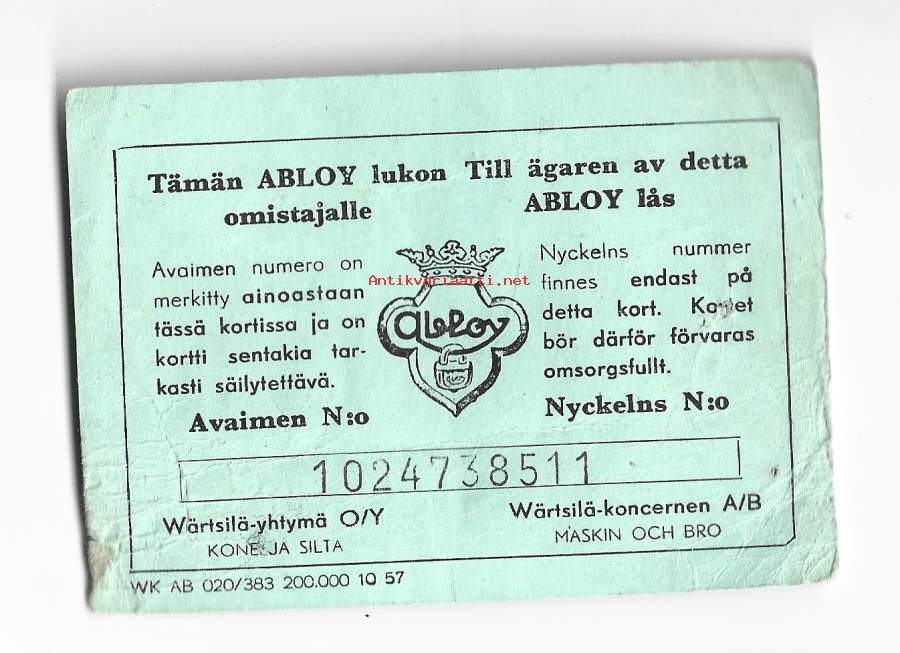 Tämän ABLOY lukon
omistajalle
Till ägaren av detta
ABLOY lås
Avaimen numero on
merkitty ainoastaan
tässä kortissa ja on
kortti sentakia tar-
kasti säilytettävä.
Avaimen N:o
Antikvariaatti.net
Abloy
Nyckelns nummer
finnes endast på
detta kort. Kortet
bör därför förvaras
omsorgsfullt.
Nyckelns N:o
1024738511
Wärtsilä-yhtymä O/Y
KONE JA SILTA
Wärtsilä-koncernen A/B
MASKIN OCH BRO
WK AB 020/383 200.000 10 57